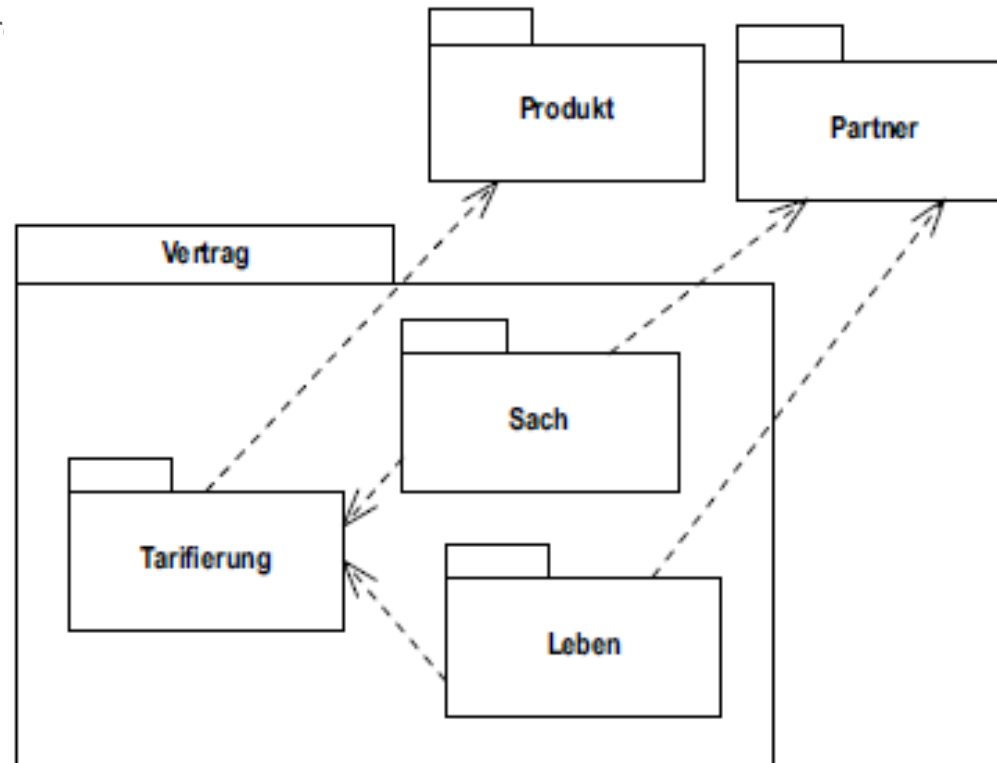 Produkt
Partner
Vertrag
Sach
Tarifierung
Leben